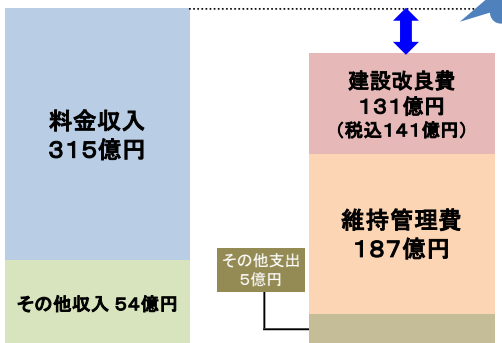 料金収入
315億円
その他収入 54億円
建設改良費
131億円
（税込141億円）
維持管理費
187億円
その他支出
5億円